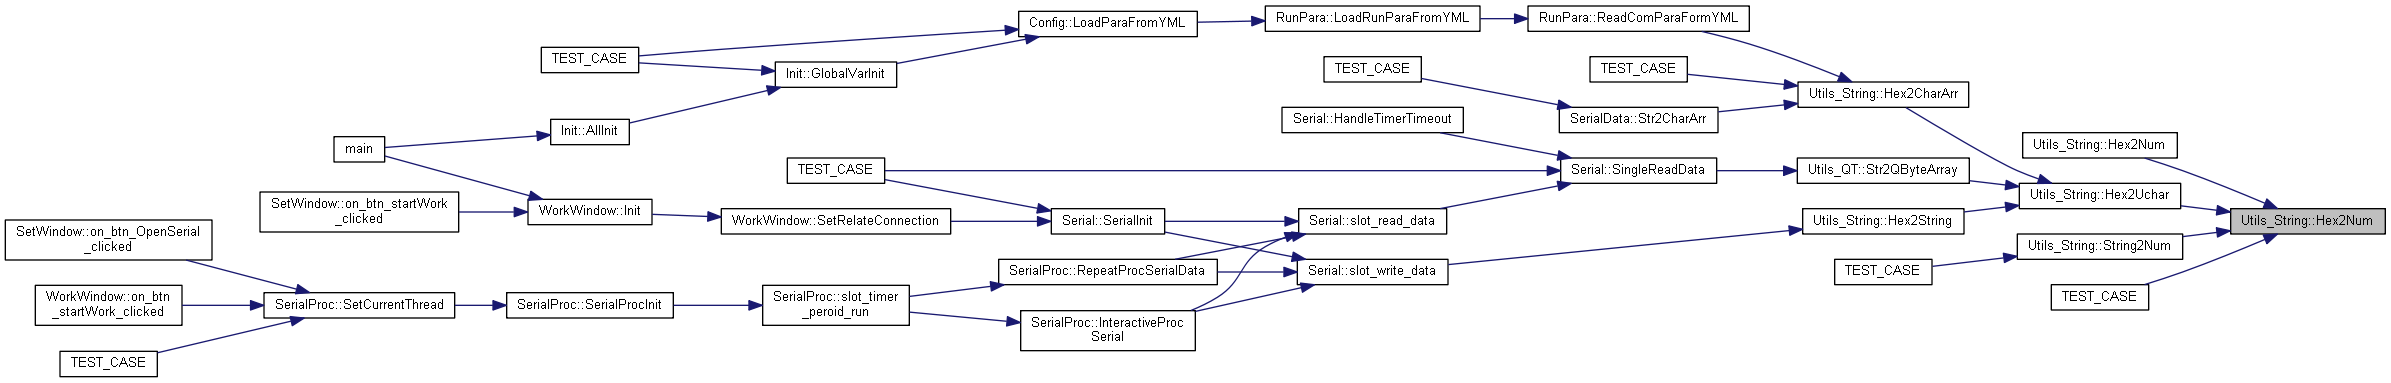 Config::LoadParaFromYML
RunPara::LoadRunParaFromYML
RunPara::ReadComParaFormYML
TEST_CASE
Init::GlobalVarInit
TEST_CASE
TEST_CASE
Utils_String::Hex2CharArr
Init::AllInit
Serial::HandleTimerTimeout
SerialData::Str2CharArr
main
Utils_String::Hex2Num
TEST_CASE
Serial::SingleReadData
Utils_QT::Str2QByteArray
SetWindow::on_btn_startWork
_clicked
WorkWindow::Init
WorkWindow::SetRelateConnection
Serial::SerialInit
Serial::slot_read_data
Utils_String::Hex2String
Utils_String::Hex2Uchar
Utils_String::Hex2Num
SetWindow::on_btn_OpenSerial
_clicked
Utils_String::String2Num
SerialProc::RepeatProcSerialData
Serial::slot_write_data
TEST_CASE
WorkWindow::on_btn
_startWork_clicked
SerialProc::SetCurrentThread
SerialProc::SerialProcInit
SerialProc::slot_timer
_peroid_run
TEST_CASE
SerialProc::InteractiveProc
Serial
TEST_CASE